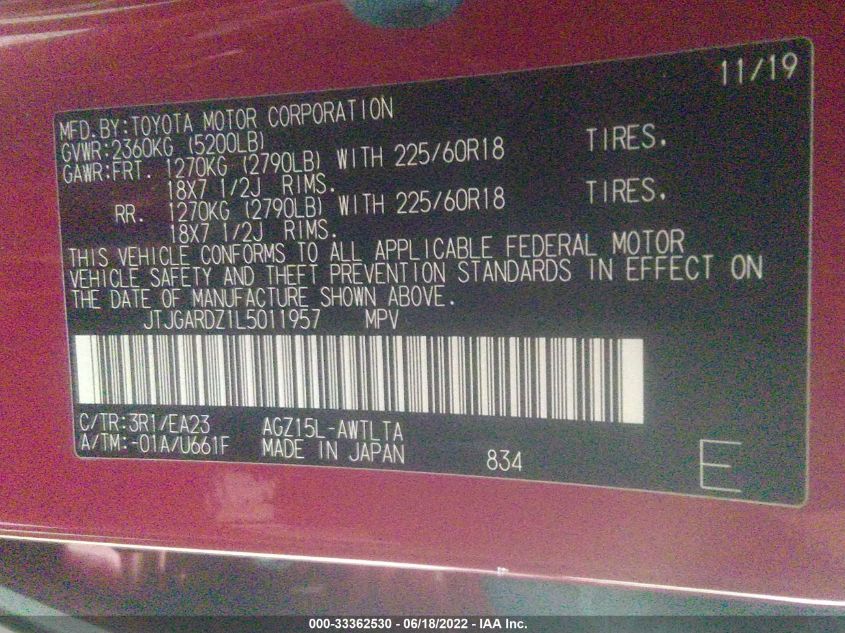 11/19
MFD.BY:TOYOTA MOTOR CORPORATION
GVWR:2360KG (5200LB)
GAWR:FRT. 1270KG (2790LB) WITH 225/60R18 TIRES.
18X7 1/2J RIMS.
RR. 1270KG (2790LB) WITH 225/60R18 TIRES.
18X7 1/2J RIMS.
THIS VEHICLE CONFORMS TO ALL APPLICABLE FEDERAL MOTOR
VEHICLE SAFETY AND THEFT PREVENTION STANDARDS IN EFFECT ON
THE DATE OF MANUFACTURE SHOWN ABOVE.
JTJGARDZ1L5011957 MPV
C/TR:3R1/EA23 AGZ15L-AWTLTA
A/TM:-01A/U661F MADE IN JAPAN 834
E
000-33362530 - 06/18/2022 - IAA Inc.